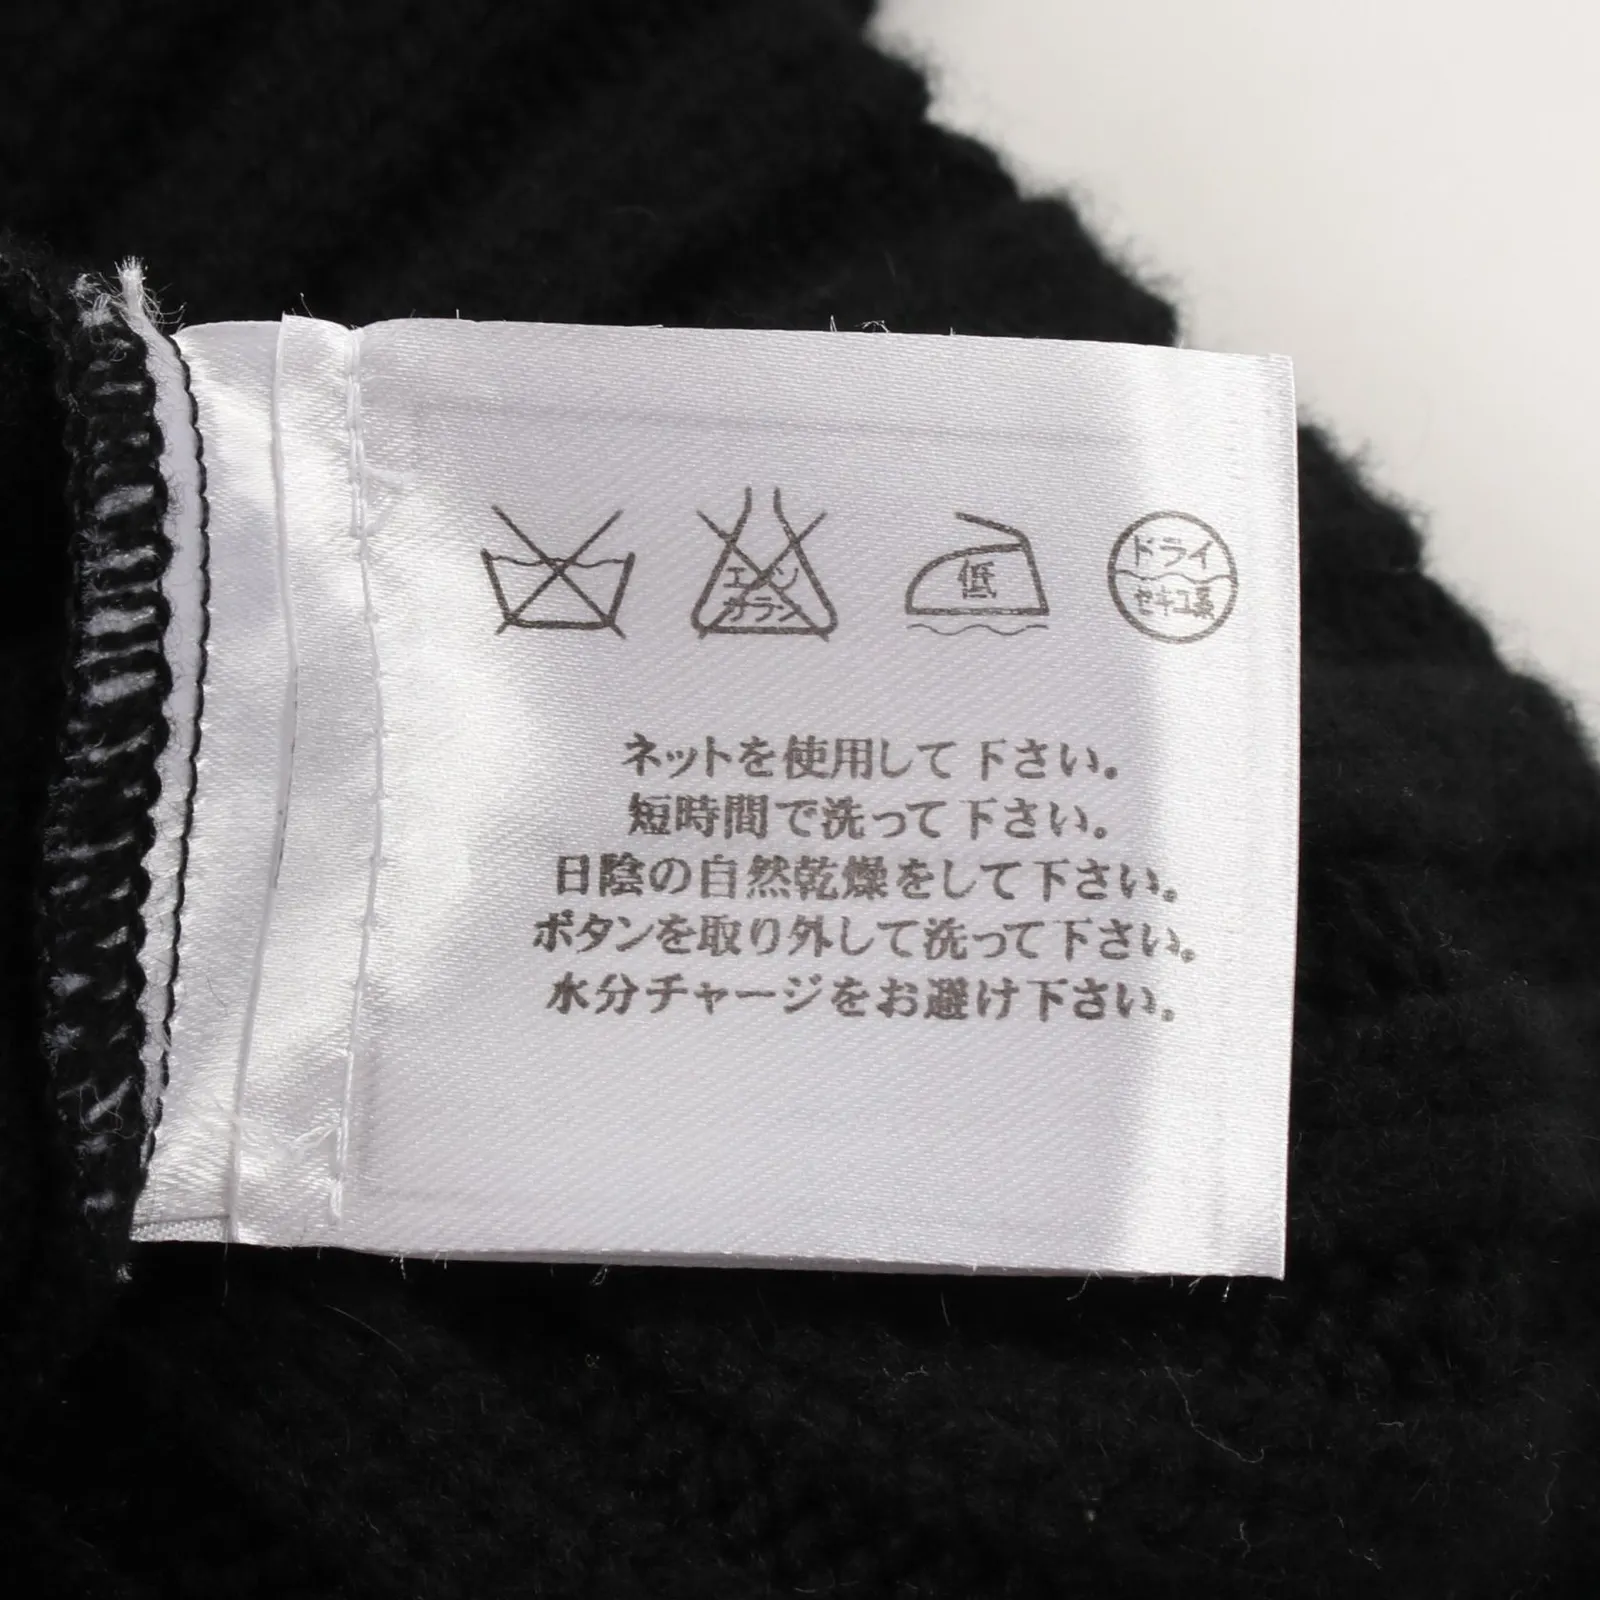 エンソ
サラシ
低
ドライ
セキユ系
ネットを使用して下さい。
短時間で洗って下さい。
日陰の自然乾燥をして下さい。
ボタンを取り外して洗って下さい。
水分チャージをお避け下さい。